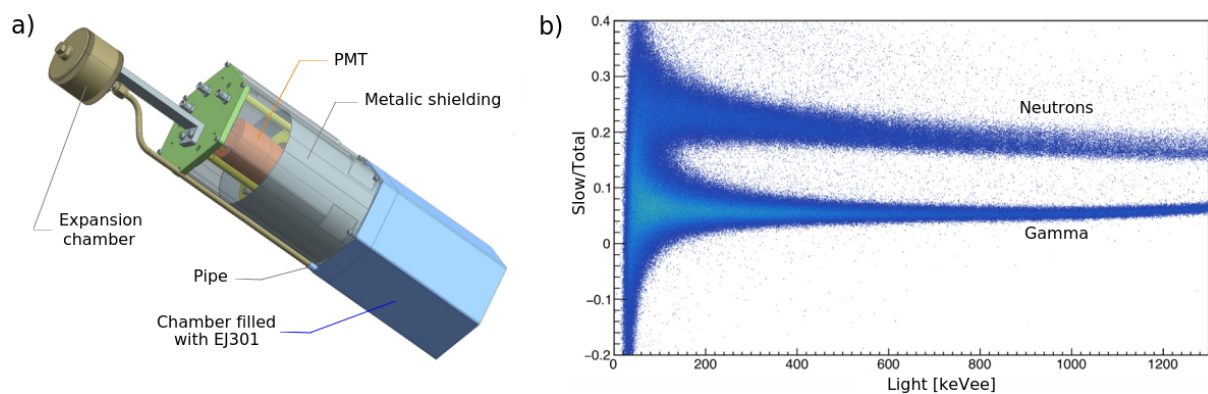 a)
PMT
Metalic shielding
Expansion
chamber
Pipe
Chamber filled
with EJ301
b)
0.4
0.3
0.2
0.1
0
−0.1
−0.2
Slow/Total
Neutrons
Gamma
0 200 400 600 800 1000 1200
Light [keVee]